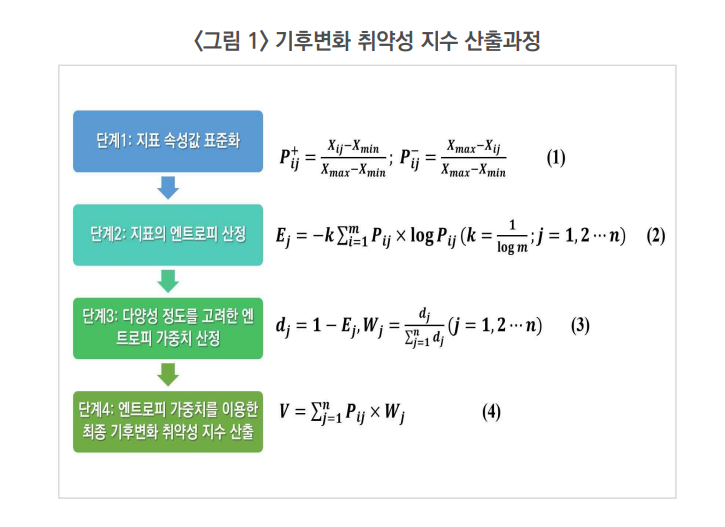 <그림 1> 기후변화 취약성 지수 산출과정
단계1: 지표 속성값 표준화
$P_{ij}^{+} = \frac{X_{ij}-X_{min}}{X_{max}-X_{min}}; \; P_{ij}^{-} = \frac{X_{max}-X_{ij}}{X_{max}-X_{min}}$ (1)
단계2: 지표의 엔트로피 산정
$E_j = -k\sum_{i=1}^{m} P_{ij} \times \log P_{ij} \, (k = \frac{1}{\log m}; j = 1,2 \cdots n)$ (2)
단계3: 다양성 정도를 고려한 엔
트로피 가중치 산정
$d_j = 1 - E_j, W_j = \frac{d_j}{\sum_{j=1}^{n} d_j} (j = 1,2 \cdots n)$ (3)
단계4: 엔트로피 가중치를 이용한
최종 기후변화 취약성 지수 산출
$V = \sum_{j=1}^{n} P_{ij} \times W_j$ (4)